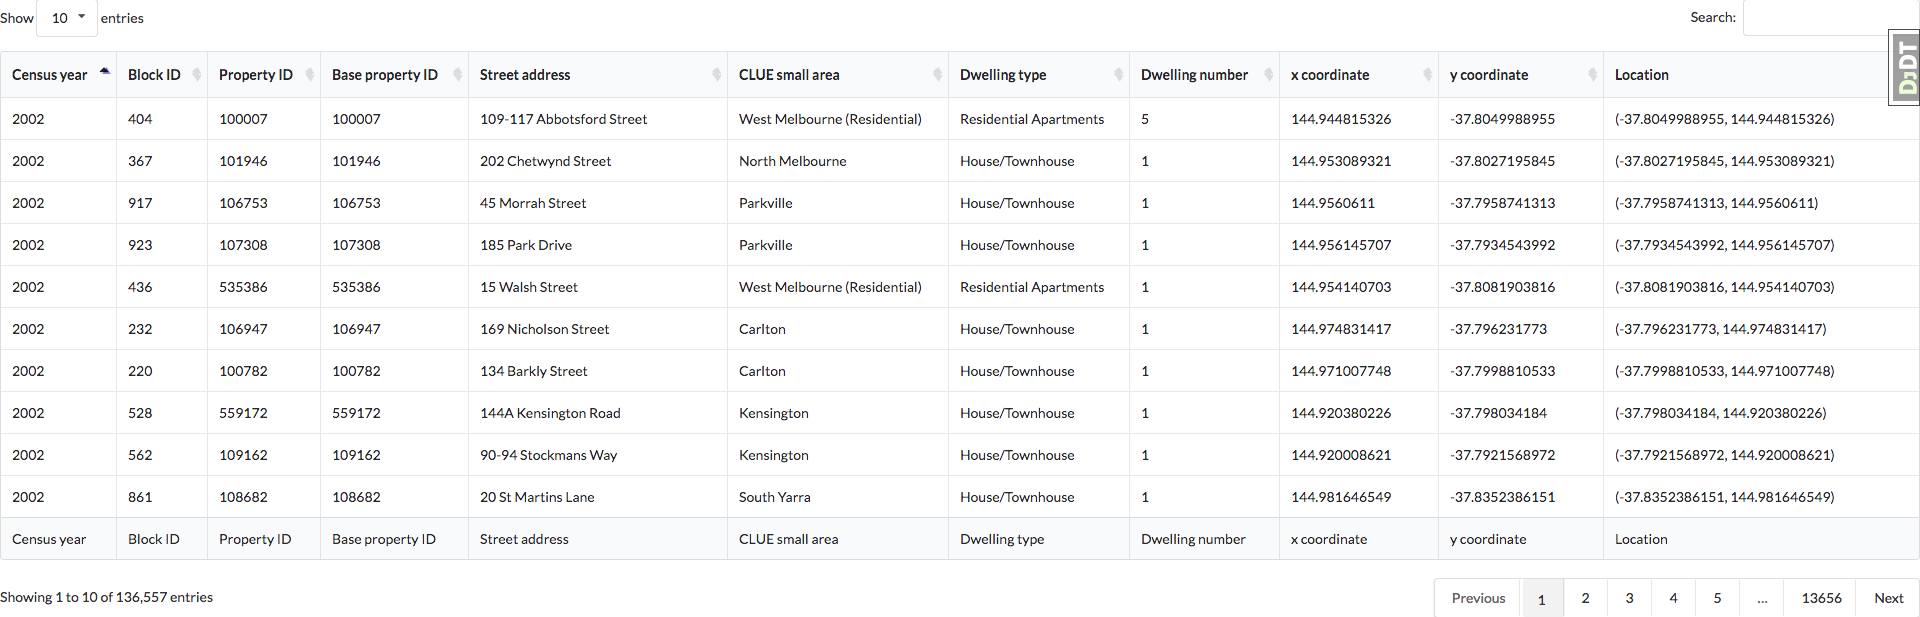 Show 10 entries Search:
DjDT
Census year Block ID Property ID Base property ID Street address CLUE small area Dwelling type Dwelling number x coordinate y coordinate Location
2002 404 100007 100007 109-117 Abbotsford Street West Melbourne (Residential) Residential Apartments 5 144.944815326 -37.8049988955 (-37.8049988955, 144.944815326)
2002 367 101946 101946 202 Chetwynd Street North Melbourne House/Townhouse 1 144.953089321 -37.8027195845 (-37.8027195845, 144.953089321)
2002 917 106753 106753 45 Morrah Street Parkville House/Townhouse 1 144.9560611 -37.7958741313 (-37.7958741313, 144.9560611)
2002 923 107308 107308 185 Park Drive Parkville House/Townhouse 1 144.956145707 -37.7934543992 (-37.7934543992, 144.956145707)
2002 436 535386 535386 15 Walsh Street West Melbourne (Residential) Residential Apartments 1 144.954140703 -37.8081903816 (-37.8081903816, 144.954140703)
2002 232 106947 106947 169 Nicholson Street Carlton House/Townhouse 1 144.974831417 -37.796231773 (-37.796231773, 144.974831417)
2002 220 100782 100782 134 Barkly Street Carlton House/Townhouse 1 144.971007748 -37.7998810533 (-37.7998810533, 144.971007748)
2002 528 559172 559172 144A Kensington Road Kensington House/Townhouse 1 144.920380226 -37.798034184 (-37.798034184, 144.920380226)
2002 562 109162 109162 90-94 Stockmans Way Kensington House/Townhouse 1 144.920008621 -37.7921568972 (-37.7921568972, 144.920008621)
2002 861 108682 108682 20 St Martins Lane South Yarra House/Townhouse 1 144.981646549 -37.8352386151 (-37.8352386151, 144.981646549)
Census year Block ID Property ID Base property ID Street address CLUE small area Dwelling type Dwelling number x coordinate y coordinate Location
Showing 1 to 10 of 136,557 entries Previous 1 2 3 4 5 ... 13656 Next